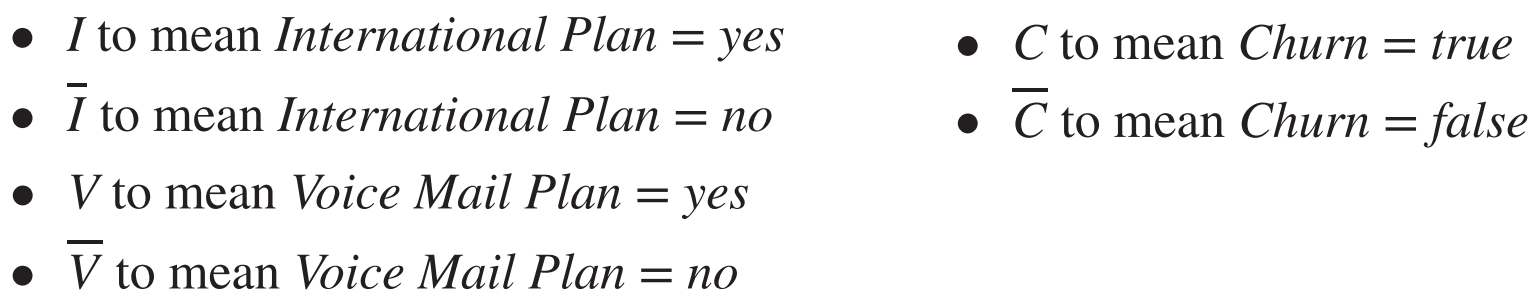 • I to mean International Plan = yes
• I̅ to mean International Plan = no
• V to mean Voice Mail Plan = yes
• V̅ to mean Voice Mail Plan = no
• C to mean Churn = true
• C̅ to mean Churn = false